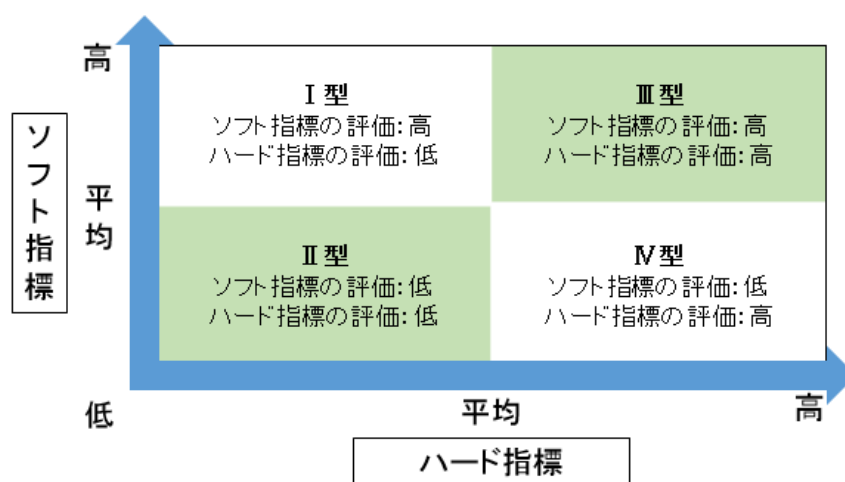 高
ソフト指標
平均
低
Ⅰ型
ソフト指標の評価:高
ハード指標の評価:低
Ⅲ型
ソフト指標の評価:高
ハード指標の評価:高
Ⅱ型
ソフト指標の評価:低
ハード指標の評価:低
Ⅳ型
ソフト指標の評価:低
ハード指標の評価:高
平均
高
ハード指標